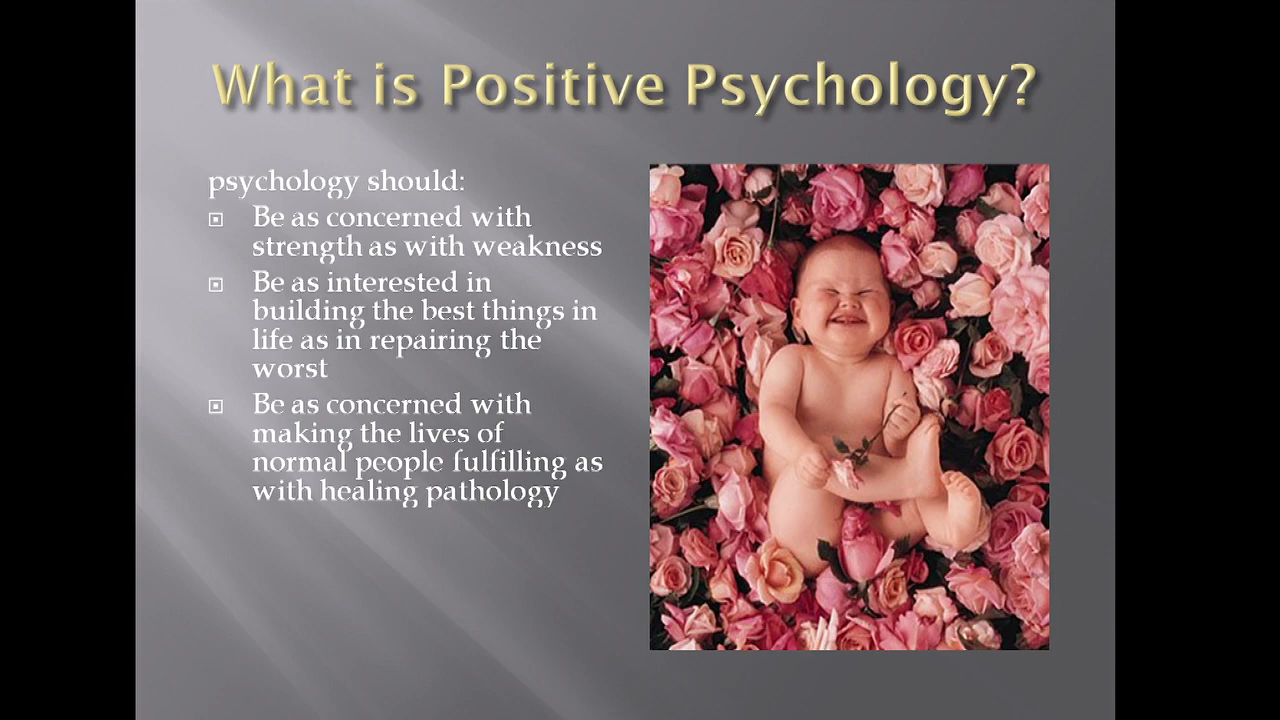 What is Positive Psychology?
psychology should:
Be as concerned with
strength as with weakness
Be as interested in
building the best things in
life as in repairing the
worst
Be as concerned with
making the lives of
normal people fulfilling as
with healing pathology